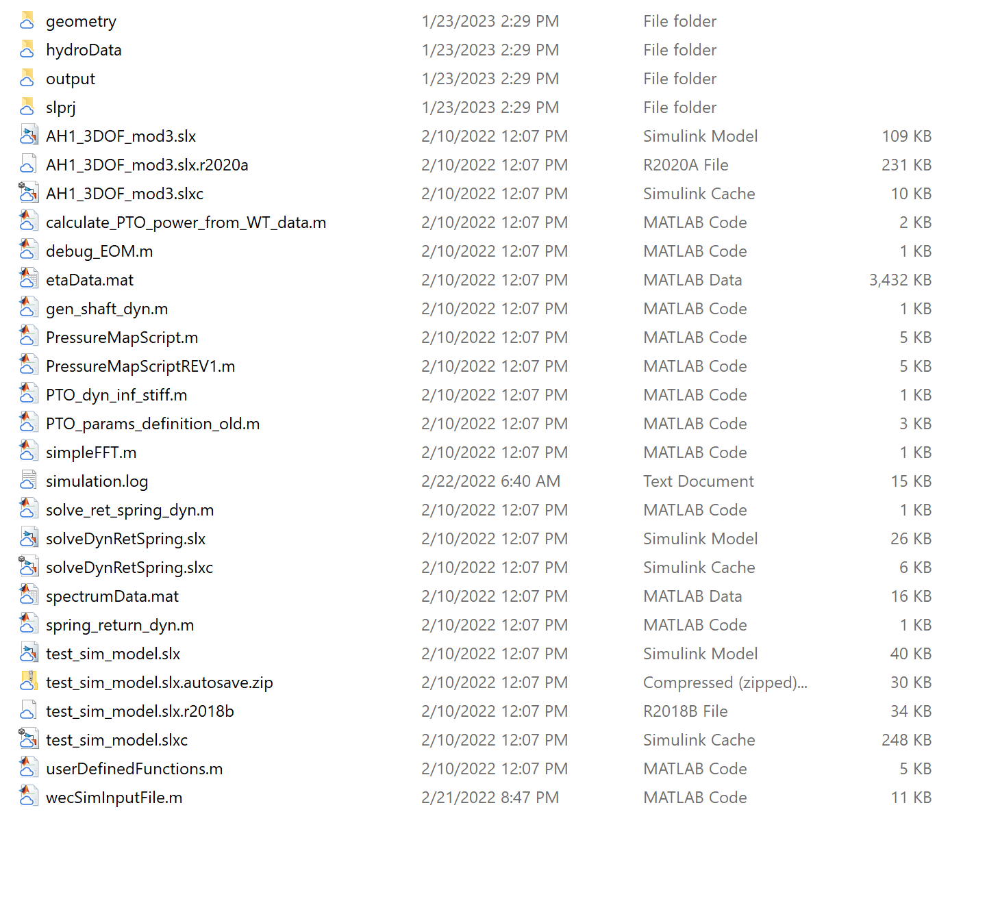 geometry 1/23/2023 2:29 PM File folder
hydroData 1/23/2023 2:29 PM File folder
output 1/23/2023 2:29 PM File folder
slprj 1/23/2023 2:29 PM File folder
AH1_3DOF_mod3.slx 2/10/2022 12:07 PM Simulink Model 109 KB
AH1_3DOF_mod3.slx.r2020a 2/10/2022 12:07 PM R2020A File 231 KB
AH1_3DOF_mod3.slxc 2/10/2022 12:07 PM Simulink Cache 10 KB
calculate_PTO_power_from_WT_data.m 2/10/2022 12:07 PM MATLAB Code 2 KB
debug_EOM.m 2/10/2022 12:07 PM MATLAB Code 1 KB
etaData.mat 2/10/2022 12:07 PM MATLAB Data 3,432 KB
gen_shaft_dyn.m 2/10/2022 12:07 PM MATLAB Code 1 KB
PressureMapScript.m 2/10/2022 12:07 PM MATLAB Code 5 KB
PressureMapScriptREV1.m 2/10/2022 12:07 PM MATLAB Code 5 KB
PTO_dyn_inf_stiff.m 2/10/2022 12:07 PM MATLAB Code 1 KB
PTO_params_definition_old.m 2/10/2022 12:07 PM MATLAB Code 3 KB
simpleFFT.m 2/10/2022 12:07 PM MATLAB Code 1 KB
simulation.log 2/22/2022 6:40 AM Text Document 15 KB
solve_ret_spring_dyn.m 2/10/2022 12:07 PM MATLAB Code 1 KB
solveDynRetSpring.slx 2/10/2022 12:07 PM Simulink Model 26 KB
solveDynRetSpring.slxc 2/10/2022 12:07 PM Simulink Cache 6 KB
spectrumData.mat 2/10/2022 12:07 PM MATLAB Data 16 KB
spring_return_dyn.m 2/10/2022 12:07 PM MATLAB Code 1 KB
test_sim_model.slx 2/10/2022 12:07 PM Simulink Model 40 KB
test_sim_model.slx.autosave.zip 2/10/2022 12:07 PM Compressed (zipped)... 30 KB
test_sim_model.slx.r2018b 2/10/2022 12:07 PM R2018B File 34 KB
test_sim_model.slxc 2/10/2022 12:07 PM Simulink Cache 248 KB
userDefinedFunctions.m 2/10/2022 12:07 PM MATLAB Code 5 KB
wecSimInputFile.m 2/21/2022 8:47 PM MATLAB Code 11 KB